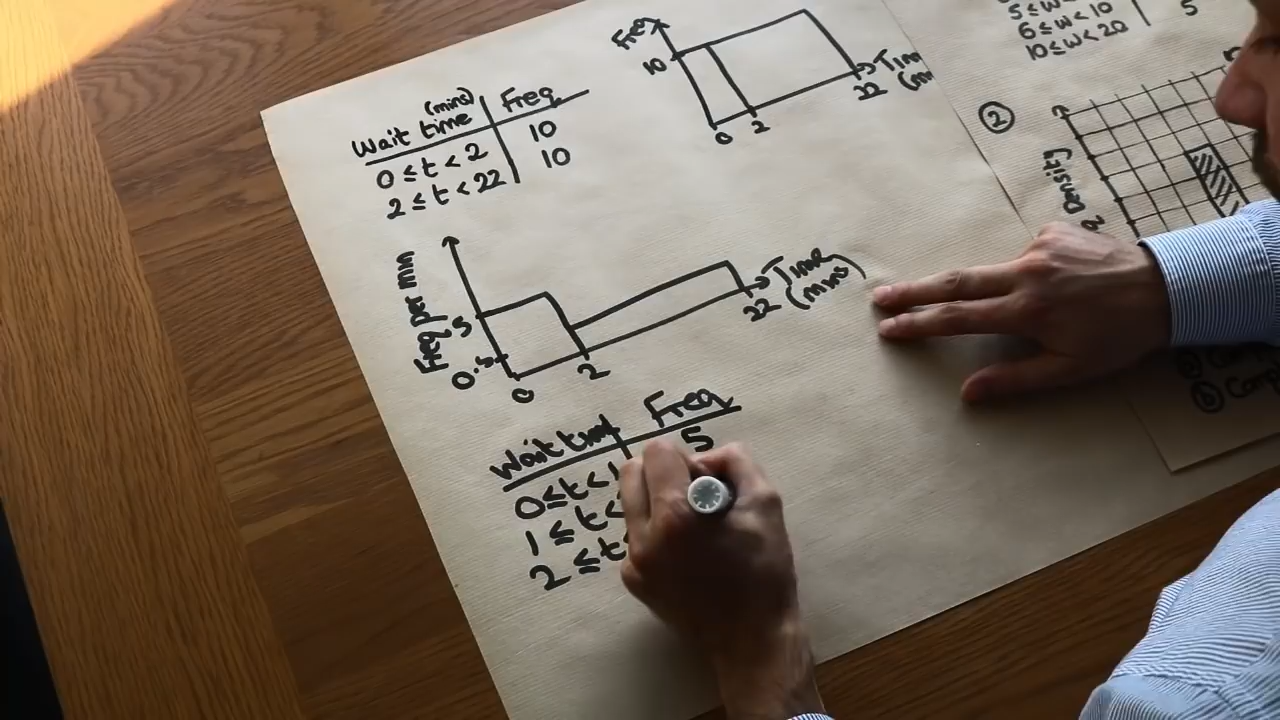 Wait time (mins) | Freq
0 ≤ t < 2 | 10
2 ≤ t < 22 | 10
Freq
10
0
2
22
Time
5 ≤ w <
5
6 ≤ w < 10
10 ≤ w < 20
②
Density
Freq per min
5
0.5
0
2
22
Time (mins)
Wait time | Freq
0 ≤ t < 1 | 5
1 ≤ t <
2 ≤ t
ⓐ
ⓑ